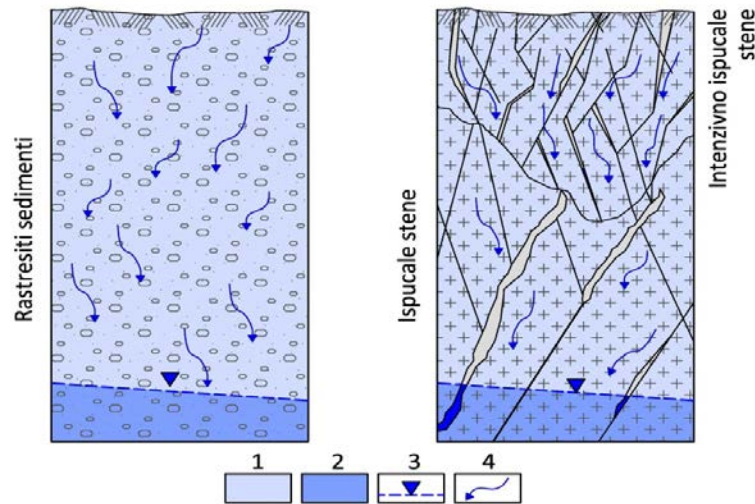 Rastresiti sedimenti
Ispucale stene
Intenzivno ispucale
stene
1 2 3 4